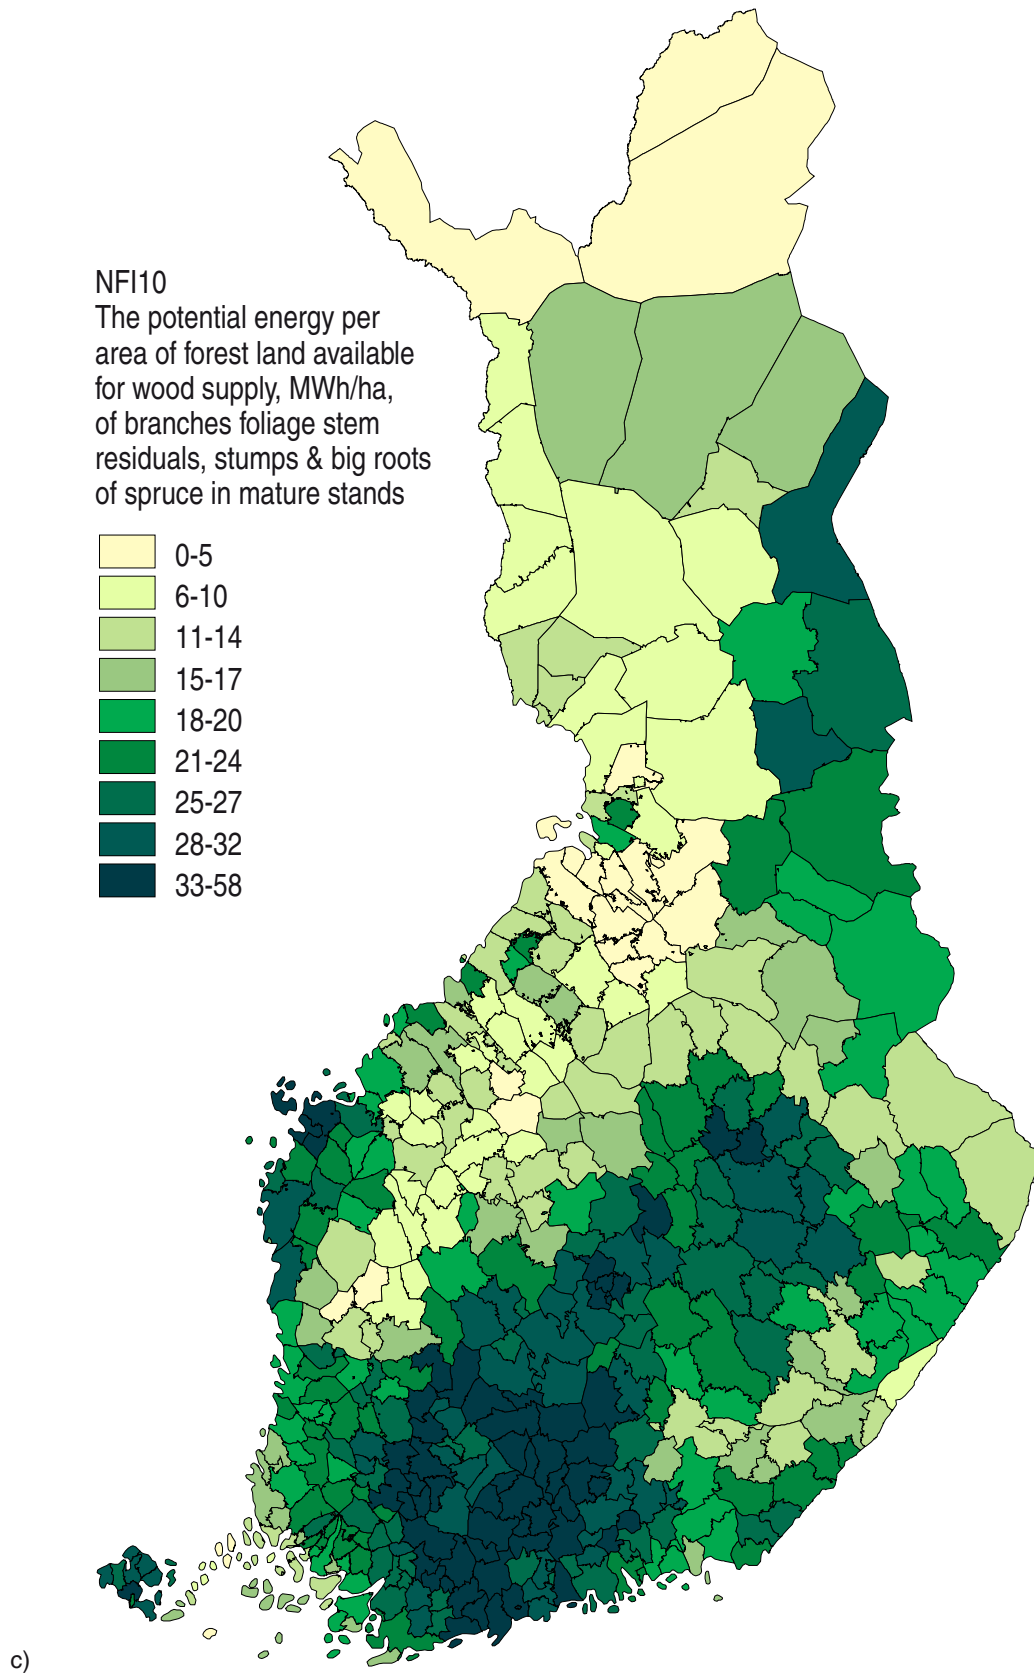 NFI10
The potential energy per
area of forest land available
for wood supply, MWh/ha,
of branches foliage stem
residuals, stumps & big roots
of spruce in mature stands
0-5
6-10
11-14
15-17
18-20
21-24
25-27
28-32
33-58
c)